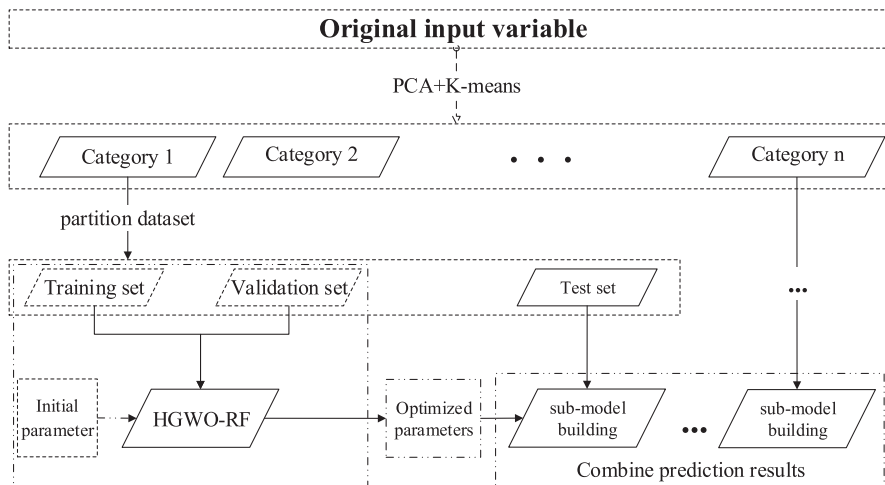 Original input variable
PCA+K-means
Category 1
Category 2
• • •
Category n
partition dataset
Training set
Validation set
Test set
...
Initial
parameter
HGWO-RF
Optimized
parameters
sub-model
building
...
sub-model
building
Combine prediction results